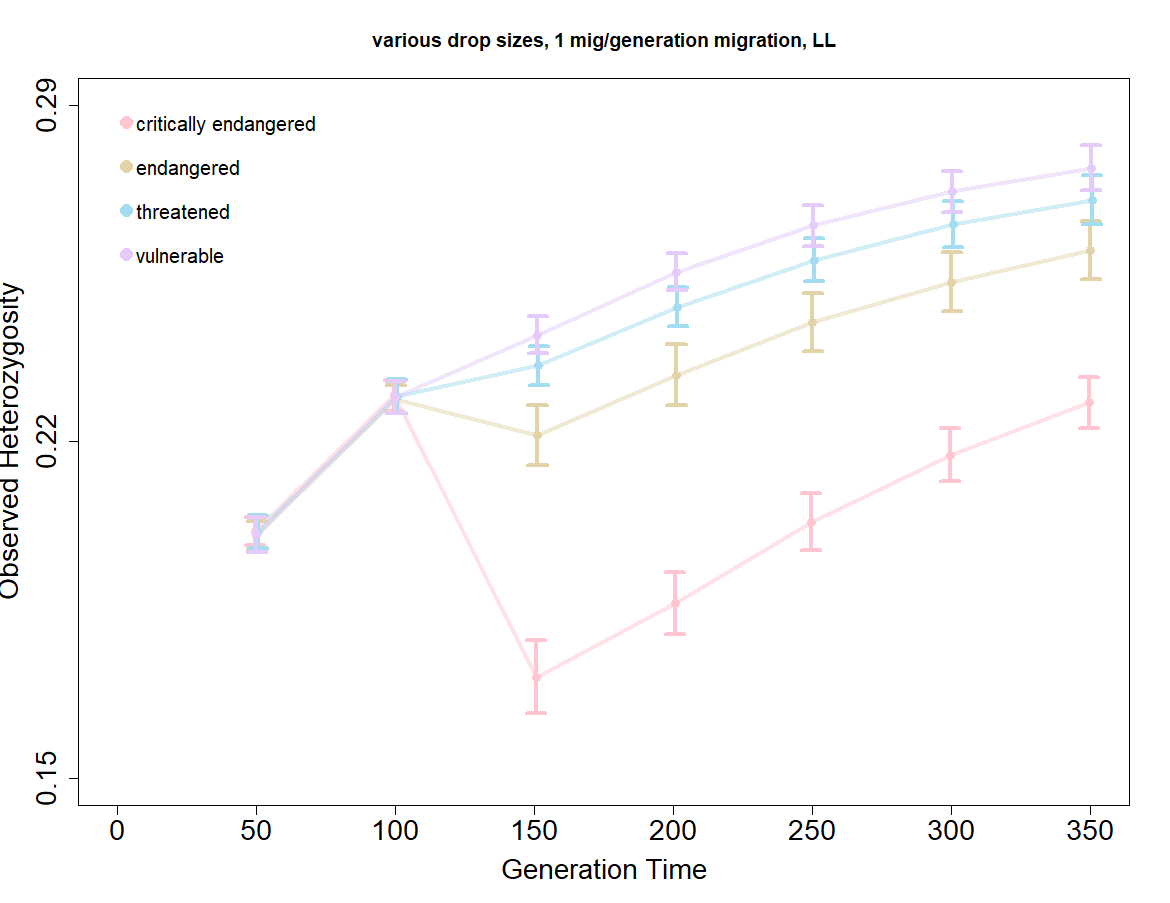 various drop sizes, 1 mig/generation migration, LL
0.29
critically endangered
endangered
threatened
vulnerable
Observed Heterozygosity
0.22
0.15
0 50 100 150 200 250 300 350
Generation Time